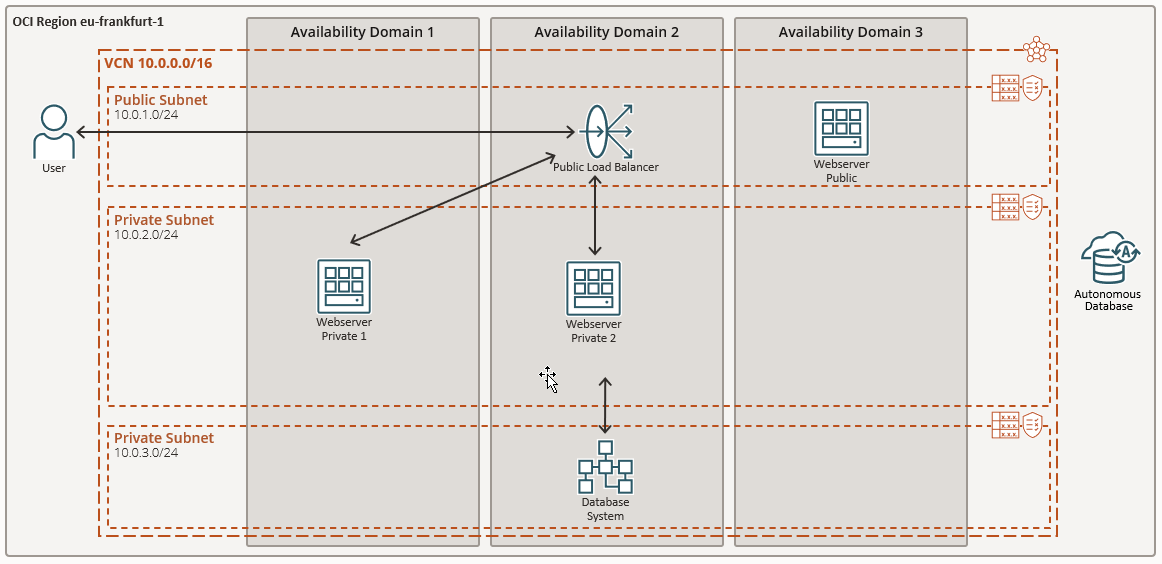 OCI Region eu-frankfurt-1
Availability Domain 1
Availability Domain 2
Availability Domain 3
VCN 10.0.0.0/16
Public Subnet
10.0.1.0/24
User
Public Load Balancer
Webserver
Public
Private Subnet
10.0.2.0/24
Webserver
Private 1
Webserver
Private 2
A
Autonomous
Database
Private Subnet
10.0.3.0/24
Database
System